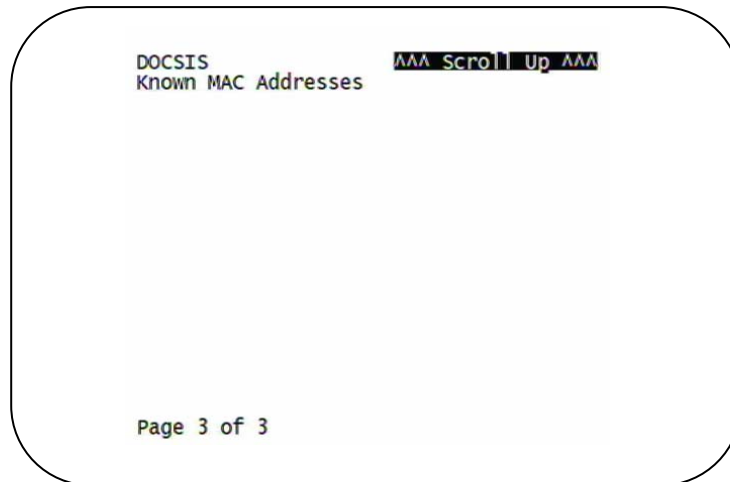 DOCSIS ^^^ Scroll Up ^^^
Known MAC Addresses
Page 3 of 3